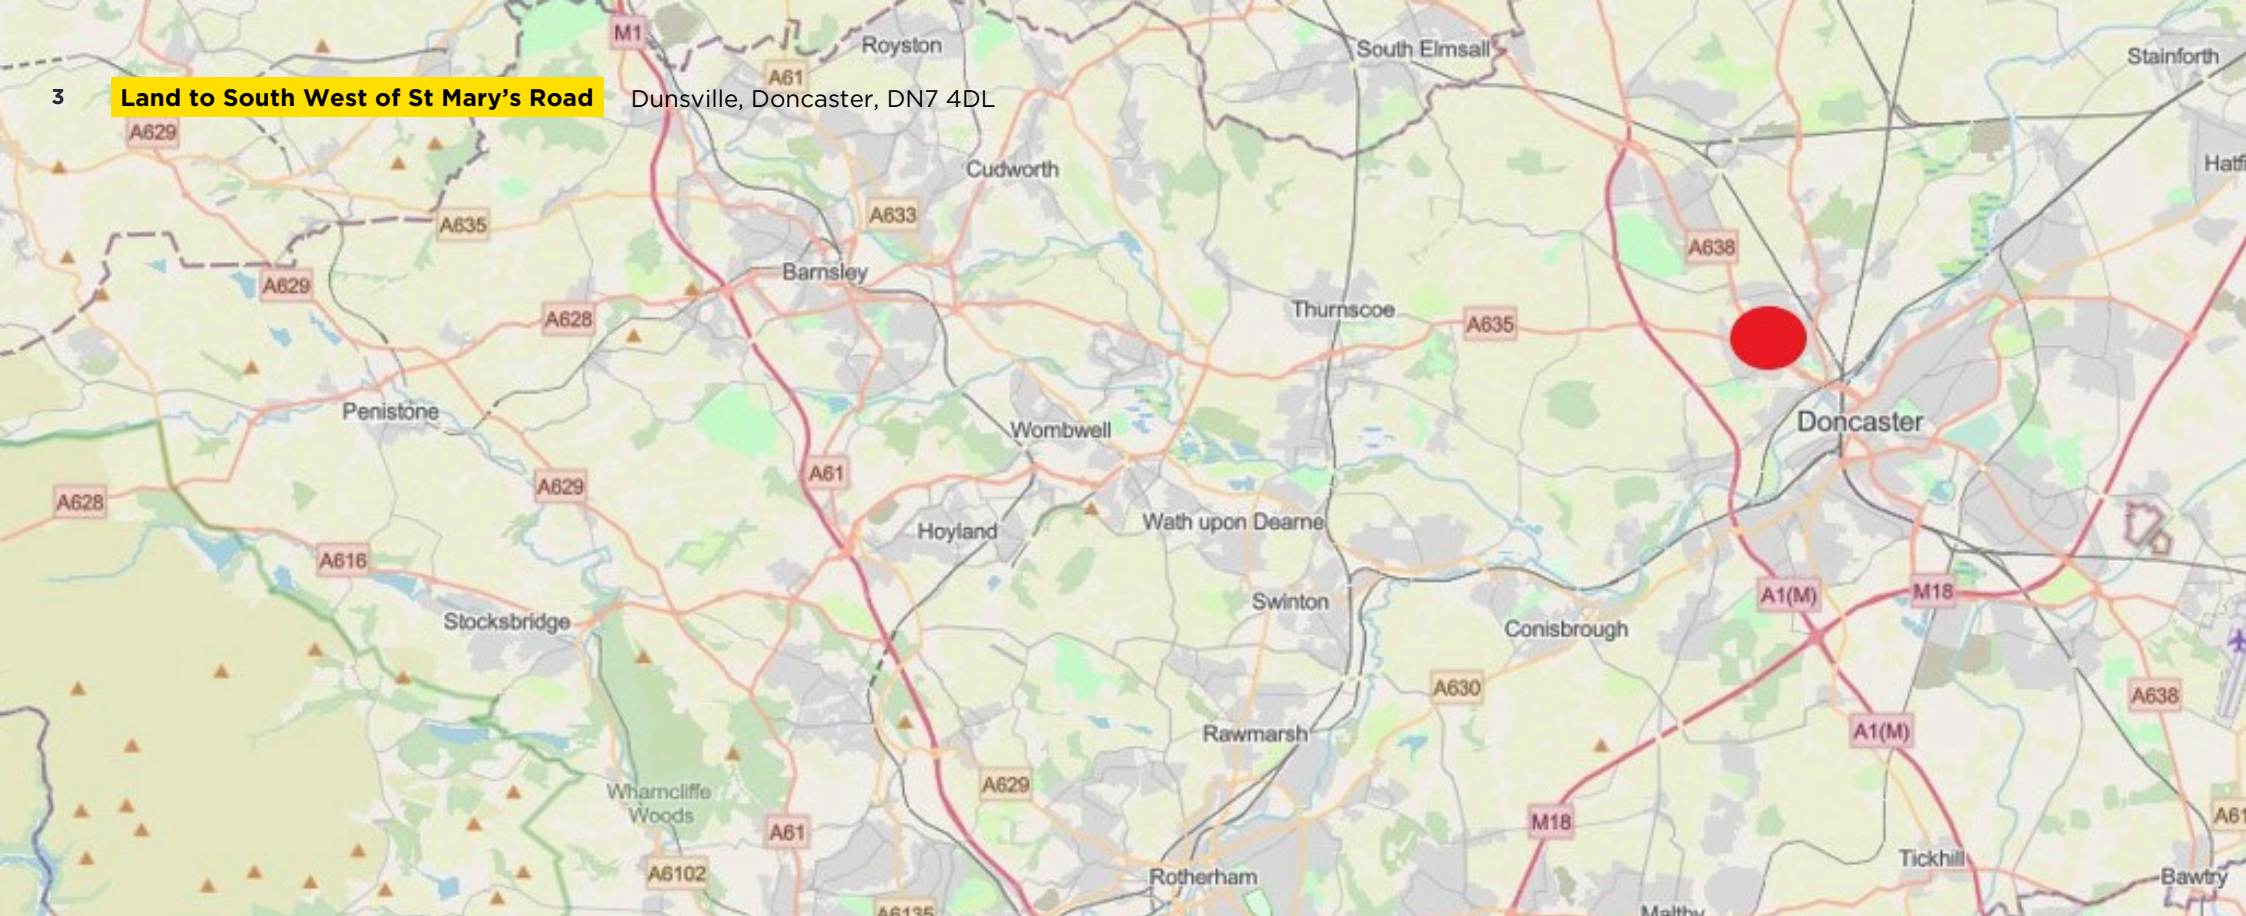 3 Land to South West of St Mary’s Road Dunsville, Doncaster, DN7 4DL
M1
Royston
South Elmsall
Stainforth
A61
A629
Cudworth
Hatfi
A635
A633
A638
Barnsley
A629
A628
Thurnscoe
A635
Penistone
Wombwell
Doncaster
A61
A629
A628
Hoyland
Wath upon Dearne
A616
Stocksbridge
Swinton
A1(M)
M18
Conisbrough
A630
A638
Rawmarsh
A1(M)
Wharncliffe
Woods
A629
M18
A61
A61
Tickhill
A6102
Rotherham
Bawtry
A6135
Maltby